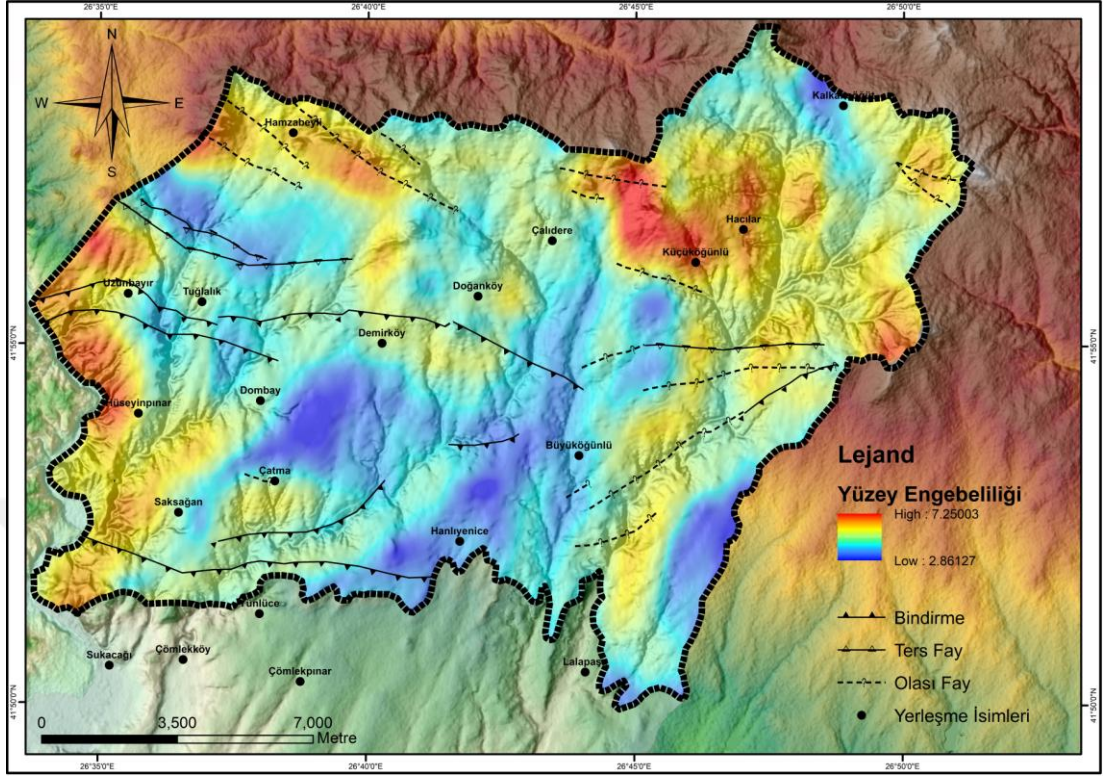 26°35'0"E
26°40'0"E
26°45'0"E
26°50'0"E
N
W
E
S
Kalkansöğüt
Hamzabeyli
Hacılar
Çalıdere
Küçüköğünlü
Uzunbayır
Tuğlalık
Doğanköy
Demirköy
41°55'0"N
41°55'0"N
Dombay
Hüseyinpınar
Büyüköğünlü
Çatma
Saksağan
Hanlıyenice
Lejand
Yüzey Engebeliliği
High : 7.25003
Low : 2.86127
Bindirme
Ters Fay
Olası Fay
Yerleşme İsimleri
Yünlüce
Sukacağı
Çömlekköy
Çömlekpınar
Lalapaşa
41°50'0"N
41°50'0"N
0
3,500
7,000
Metre
26°35'0"E
26°40'0"E
26°45'0"E
26°50'0"E